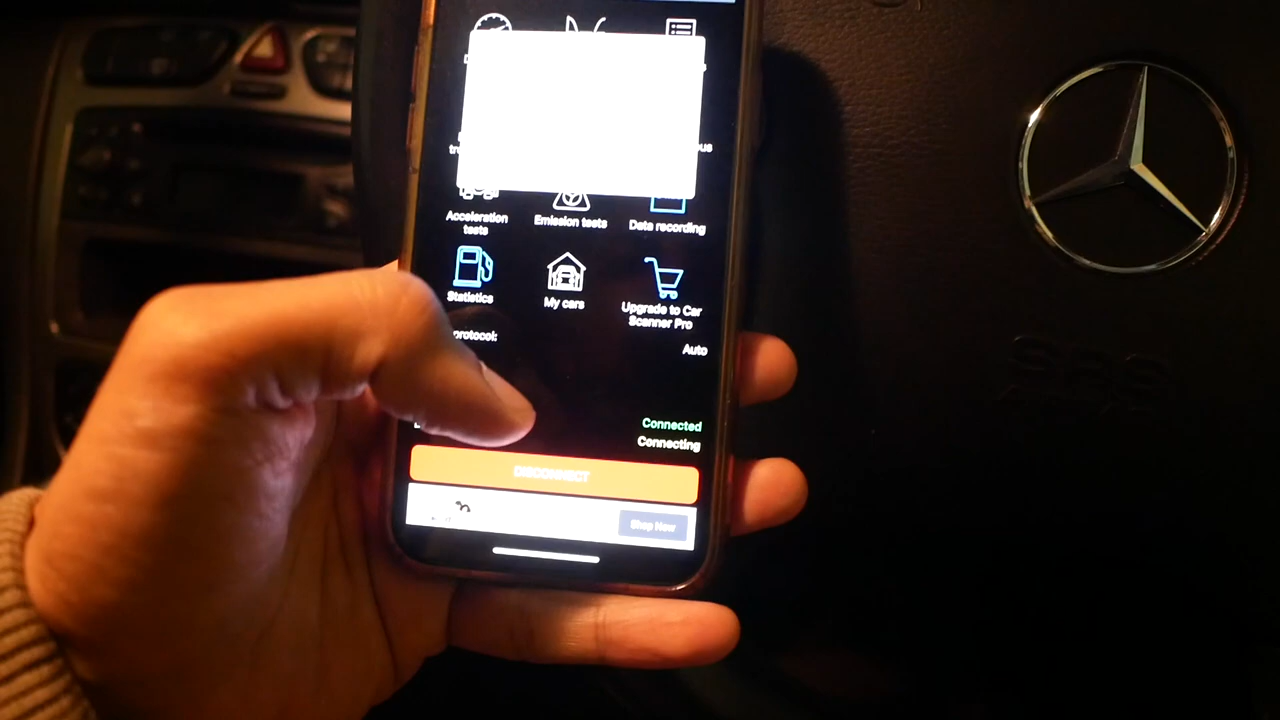 Acceleration
tests
Emission tests
Data recording
Statistics
My cars
Upgrade to Car
Scanner Pro
protocol:
Auto
Connected
Connecting
DISCONNECT
Shop Now
SRS